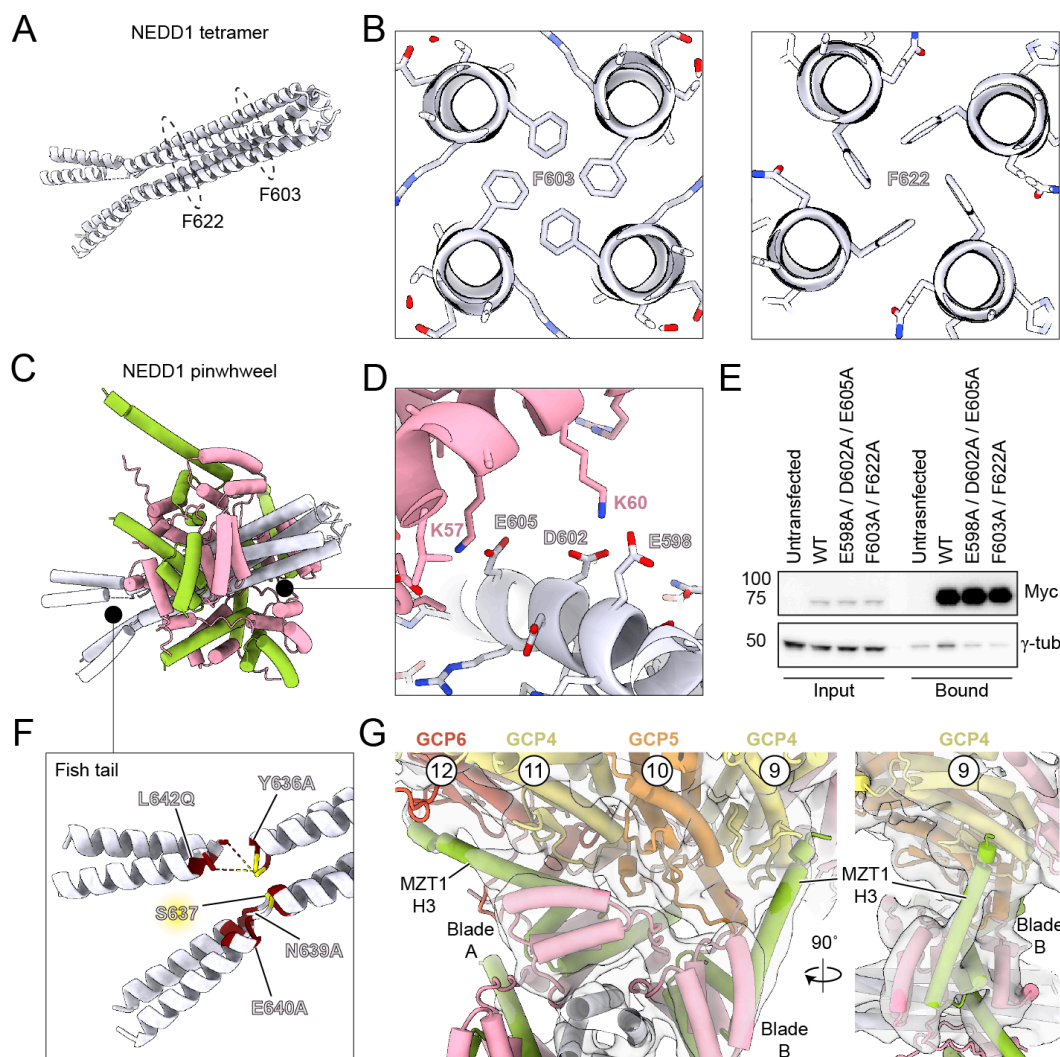 A
NEDD1 tetramer
F603
F622
B
F603
F622
C
NEDD1 pinwhweel
D
K57
K60
E605
D602
E598
E
Untransfected
WT
E598A / D602A / E605A
F603A / F622A
Untrasnfected
WT
E598A / D602A / E605A
F603A / F622A
100
75
Myc
50
γ-tub
Input
Bound
F
Fish tail
Y636A
L642Q
S637
N639A
E640A
G
GCP6
GCP4
GCP5
GCP4
GCP4
12
11
10
9
9
MZT1
H3
MZT1
H3
Blade
A
Blade
B
90°
Blade
B